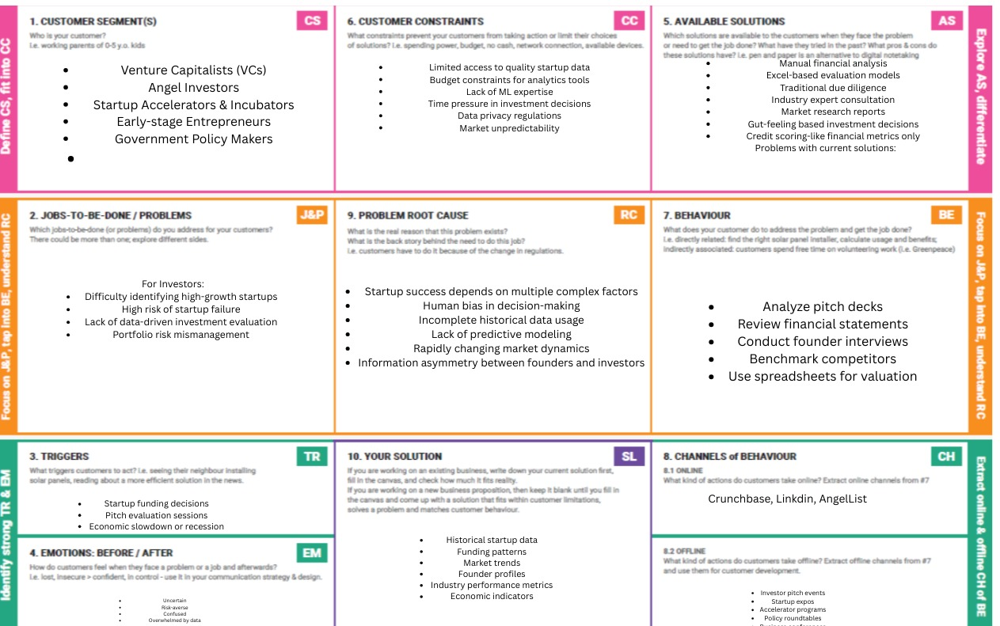 Define CS, fit into CC
1. CUSTOMER SEGMENT(S)
CS
Who is your customer?
i.e. working parents of 0-5 y.o. kids
• Venture Capitalists (VCs)
• Angel Investors
• Startup Accelerators & Incubators
• Early-stage Entrepreneurs
• Government Policy Makers
•
6. CUSTOMER CONSTRAINTS
CC
What constraints prevent your customers from taking action or limit their choices
of solutions? i.e. spending power, budget, no cash, network connection, available devices.
• Limited access to quality startup data
• Budget constraints for analytics tools
• Lack of ML expertise
• Time pressure in investment decisions
• Data privacy regulations
• Market unpredictability
5. AVAILABLE SOLUTIONS
AS
Which solutions are available to the customers when they face the problem
or need to get the job done? What have they tried in the past? What pros & cons do
these solutions have? i.e. pen and paper is an alternative to digital notetaking
• Manual financial analysis
• Excel-based evaluation models
• Traditional due diligence
• Industry expert consultation
• Market research reports
• Gut-feeling based investment decisions
• Credit scoring-like financial metrics only
Problems with current solutions:
Explore AS, differentiate
Focus on J&P, tap into BE, understand RC
2. JOBS-TO-BE-DONE / PROBLEMS
J&P
Which jobs-to-be-done (or problems) do you address for your customers?
There could be more than one; explore different sides.
For Investors:
• Difficulty identifying high-growth startups
• High risk of startup failure
• Lack of data-driven investment evaluation
• Portfolio risk mismanagement
9. PROBLEM ROOT CAUSE
RC
What is the real reason that this problem exists?
What is the back story behind the need to do this job?
i.e. customers have to do it because of the change in regulations.
• Startup success depends on multiple complex factors
• Human bias in decision-making
• Incomplete historical data usage
• Lack of predictive modeling
• Rapidly changing market dynamics
• Information asymmetry between founders and investors
7. BEHAVIOUR
BE
What does your customer do to address the problem and get the job done?
i.e. directly related: find the right solar panel installer, calculate usage and benefits;
indirectly associated: customers spend free time on volunteering work (i.e. Greenpeace)
• Analyze pitch decks
• Review financial statements
• Conduct founder interviews
• Benchmark competitors
• Use spreadsheets for valuation
Focus on J&P, tap into BE, understand RC
Identify strong TR & EM
3. TRIGGERS
TR
What triggers customers to act? i.e. seeing their neighbour installing
solar panels, reading about a more efficient solution in the news.
• Startup funding decisions
• Pitch evaluation sessions
• Economic slowdown or recession
4. EMOTIONS: BEFORE / AFTER
EM
How do customers feel when they face a problem or a job and afterwards?
i.e. lost, insecure > confident, in control - use it in your communication strategy & design.
• Uncertain
• Risk-averse
• Confused
• Overwhelmed by data
10. YOUR SOLUTION
SL
If you are working on an existing business, write down your current solution first,
fill in the canvas, and check how much it fits reality.
If you are working on a new business proposition, then keep it blank until you fill in
the canvas and come up with a solution that fits within customer limitations,
solves a problem and matches customer behaviour.
• Historical startup data
• Funding patterns
• Market trends
• Founder profiles
• Industry performance metrics
• Economic indicators
8. CHANNELS of BEHAVIOUR
CH
8.1 ONLINE
What kind of actions do customers take online? Extract online channels from #7
Crunchbase, Linkdin, AngelList
8.2 OFFLINE
What kind of actions do customers take offline? Extract offline channels from #7
and use them for customer development.
• Investor pitch events
• Startup expos
• Accelerator programs
• Policy roundtables
Extract online & offline CH of BE